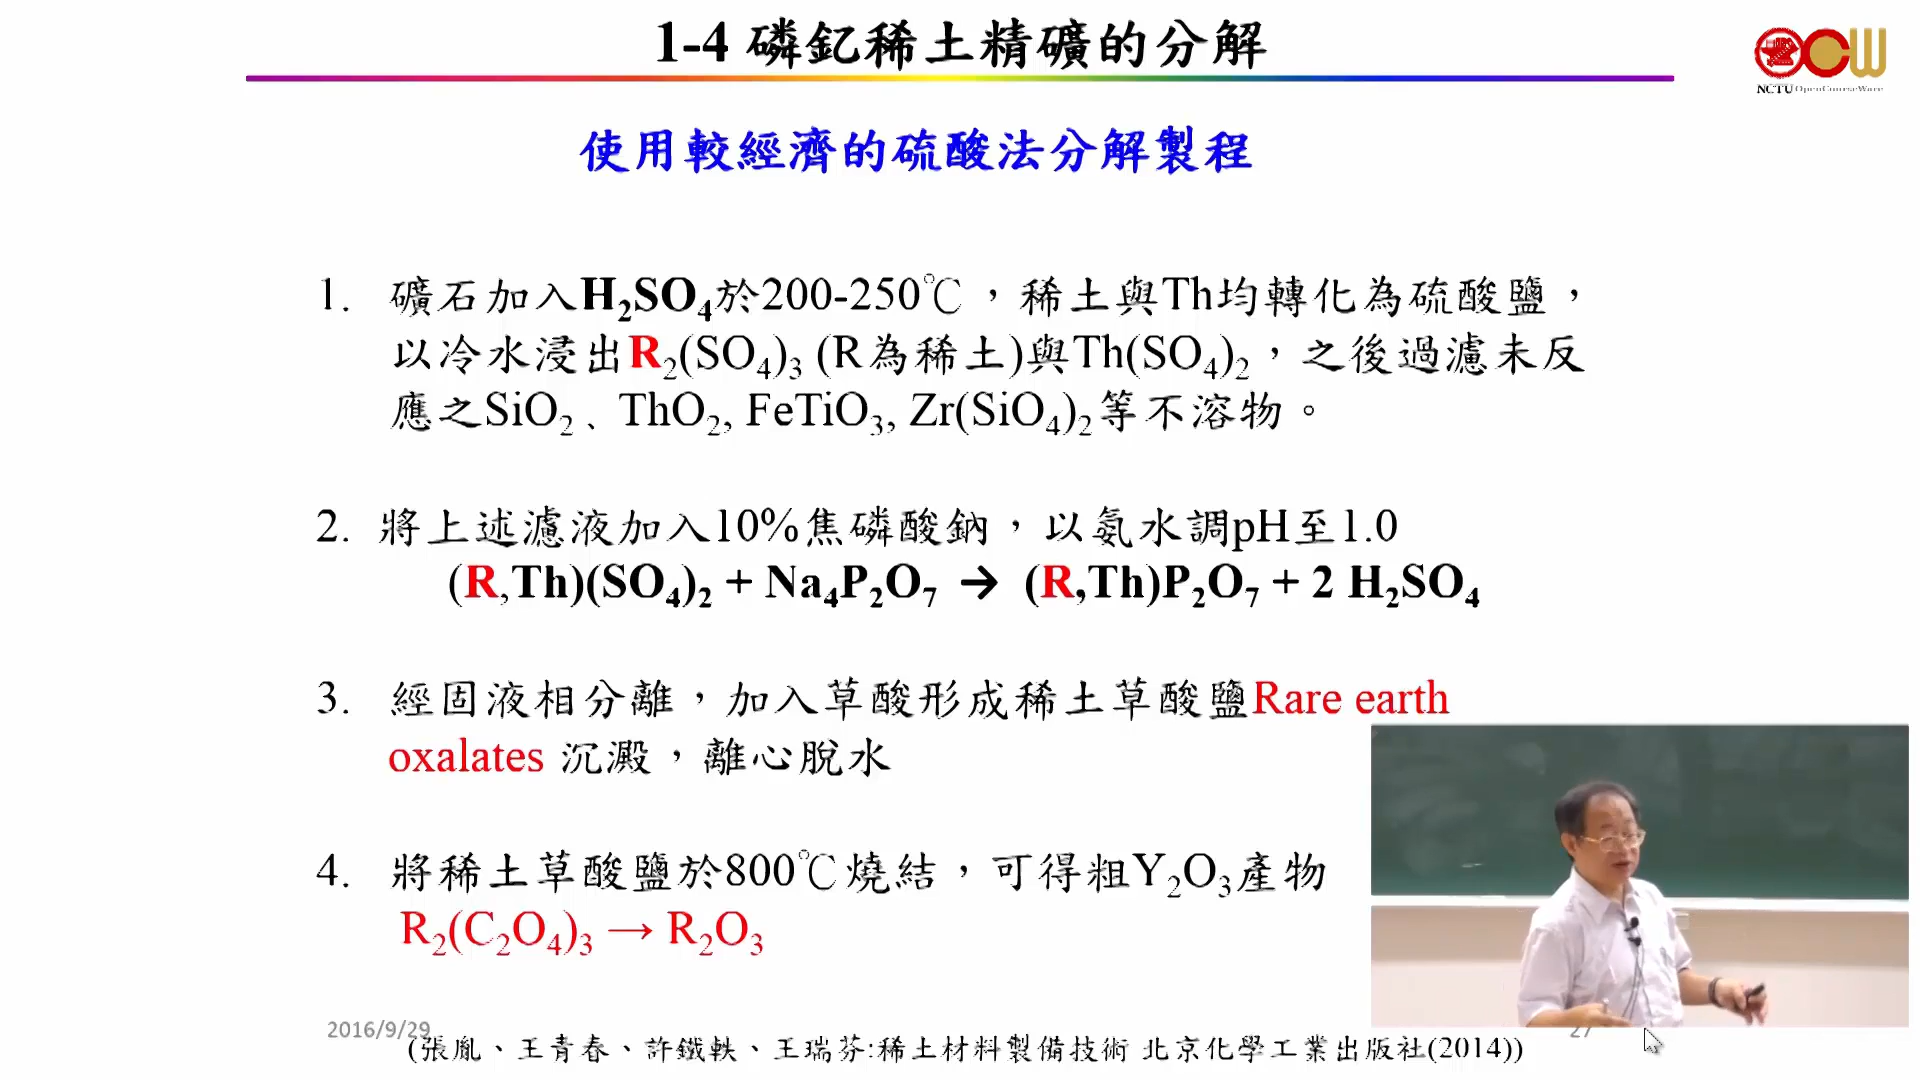 1-4 磷釔稀土精礦的分解
NCTU OpenCourseWare
使用較經濟的硫酸法分解製程
1. 礦石加入H₂SO₄於200-250℃，稀土與Th均轉化為硫酸鹽，
以冷水浸出R₂(SO₄)₃ (R為稀土)與Th(SO₄)₂，之後過濾未反
應之SiO₂、ThO₂, FeTiO₃, Zr(SiO₄)₂等不溶物。
2. 將上述濾液加入10%焦磷酸鈉，以氨水調pH至1.0
(R,Th)(SO₄)₂ + Na₄P₂O₇ → (R,Th)P₂O₇ + 2 H₂SO₄
3. 經固液相分離，加入草酸形成稀土草酸鹽Rare earth
oxalates 沉澱，離心脫水
4. 將稀土草酸鹽於800℃燒結，可得粗Y₂O₃產物
R₂(C₂O₄)₃ → R₂O₃
2016/9/29
27
(張胤、王青春、許鐵軼、王瑞芬:稀土材料製備技術 北京化學工業出版社(2014))